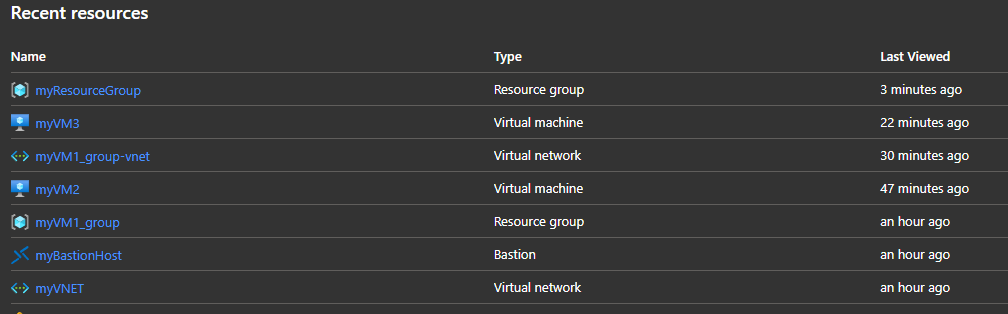 Recent resources
Name Type Last Viewed
myResourceGroup Resource group 3 minutes ago
myVM3 Virtual machine 22 minutes ago
myVM1_group-vnet Virtual network 30 minutes ago
myVM2 Virtual machine 47 minutes ago
myVM1_group Resource group an hour ago
myBastionHost Bastion an hour ago
myVNET Virtual network an hour ago